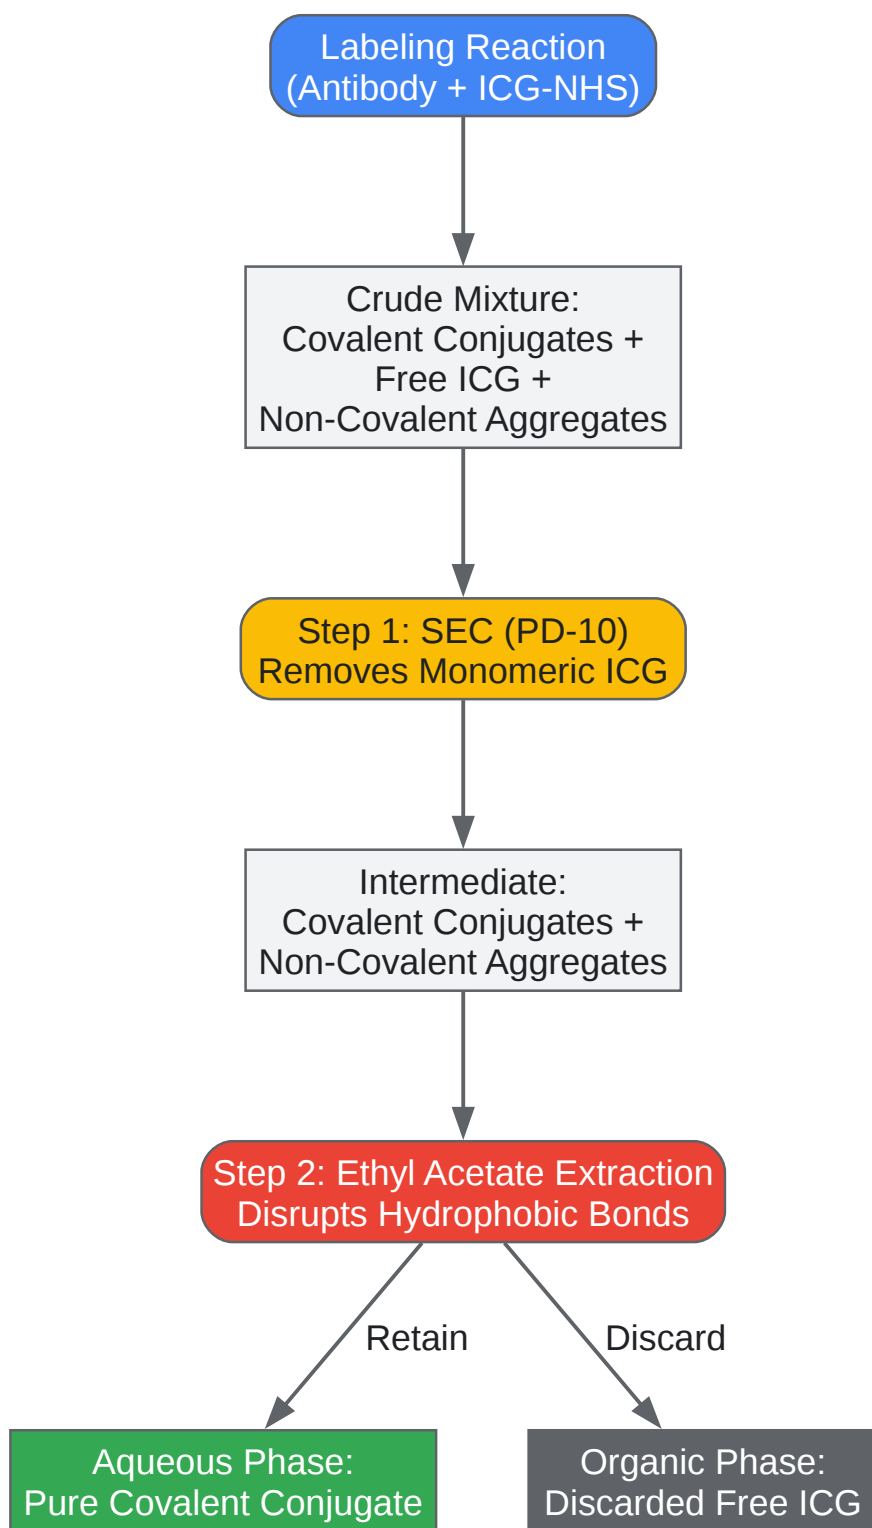 Labeling Reaction
(Antibody + ICG-NHS)
Crude Mixture:
Covalent Conjugates +
Free ICG +
Non-Covalent Aggregates
Step 1: SEC (PD-10)
Removes Monomeric ICG
Intermediate:
Covalent Conjugates +
Non-Covalent Aggregates
Step 2: Ethyl Acetate Extraction
Disrupts Hydrophobic Bonds
Retain
Discard
Aqueous Phase:
Pure Covalent Conjugate
Organic Phase:
Discarded Free ICG